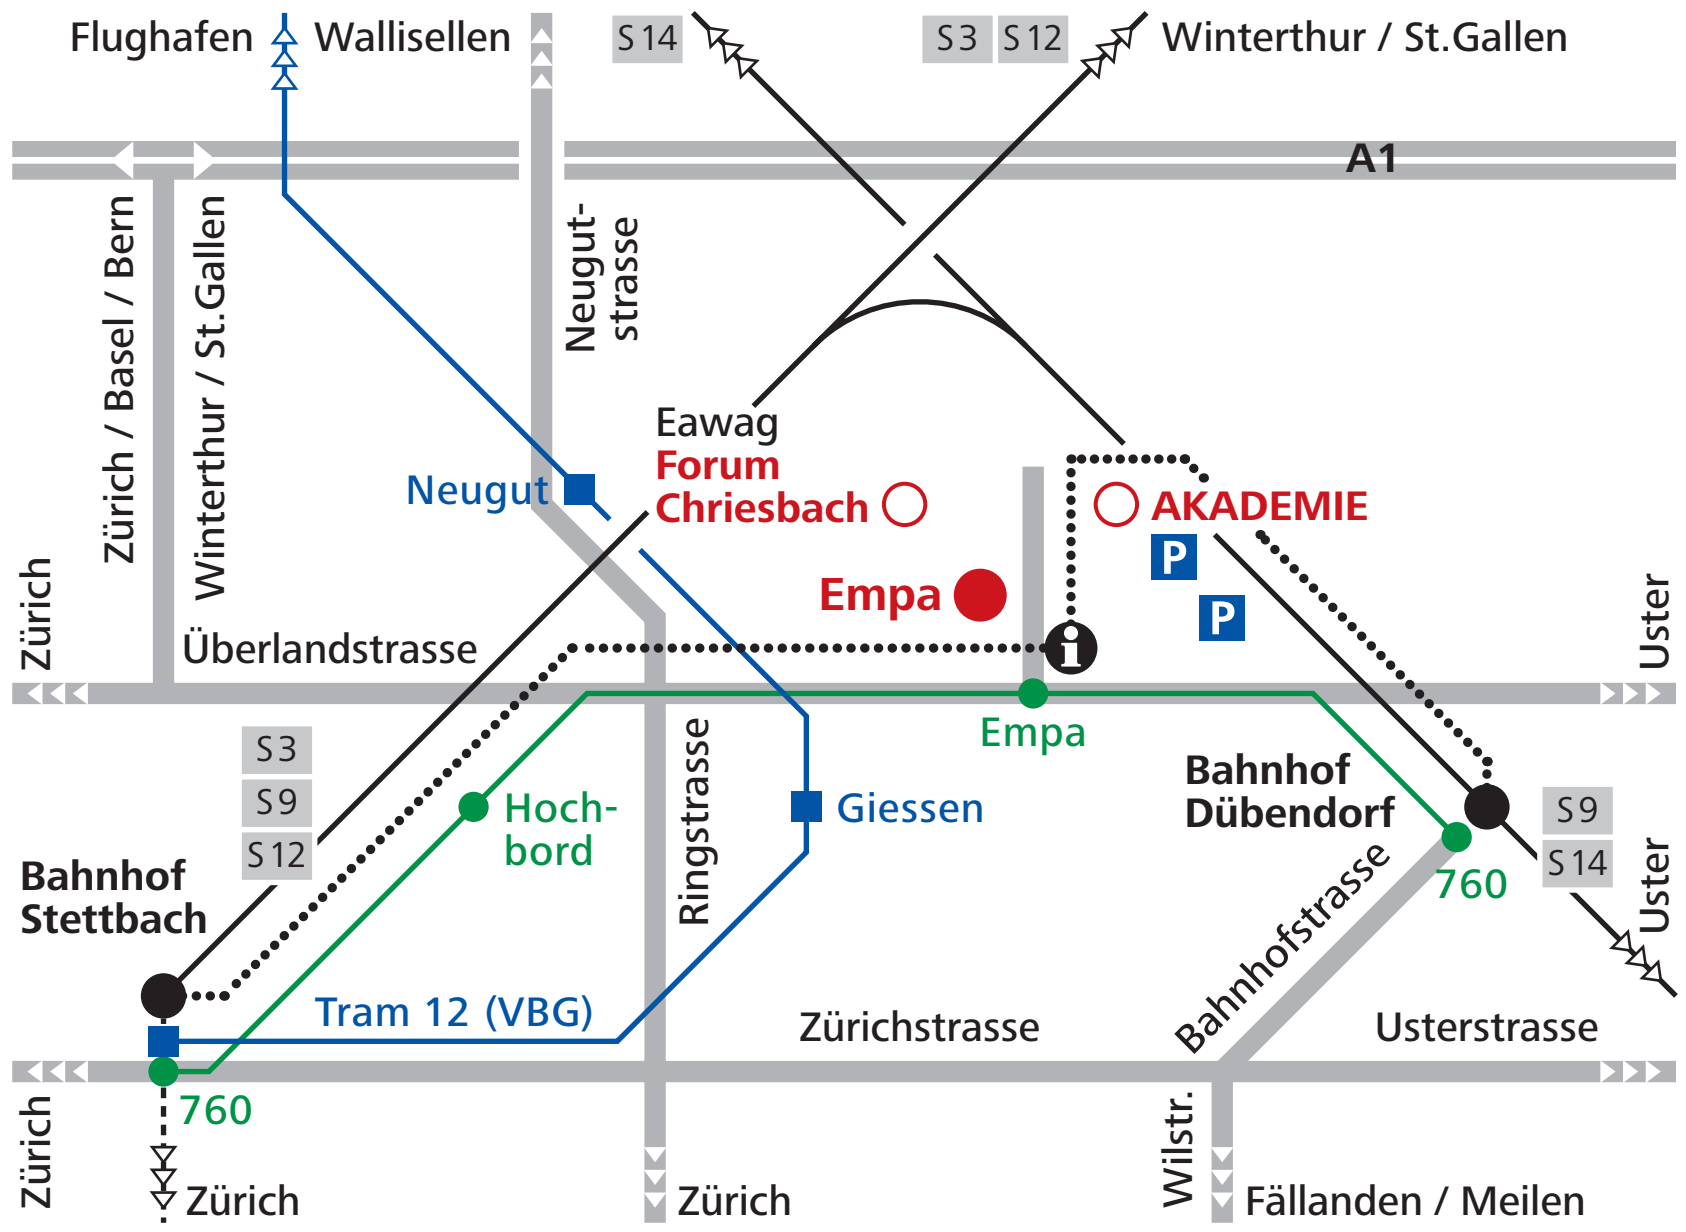 Flughafen
Wallisellen
S 14
S 3
S 12
Winterthur / St.Gallen
A1
Zürich / Basel / Bern
Winterthur / St.Gallen
Neugut-
strasse
Eawag
Forum
Chriesbach
Neugut
AKADEMIE
P
P
Empa
i
Zürich
Überlandstrasse
Uster
Empa
S 3
S 9
S 12
Hoch-
bord
Ringstrasse
Giessen
Bahnhof
Dübendorf
S 9
S 14
760
Uster
Bahnhof
Stettbach
Bahnhofstrasse
Tram 12 (VBG)
Zürichstrasse
Usterstrasse
760
Zürich
Wilstr.
Zürich
Zürich
Fällanden / Meilen